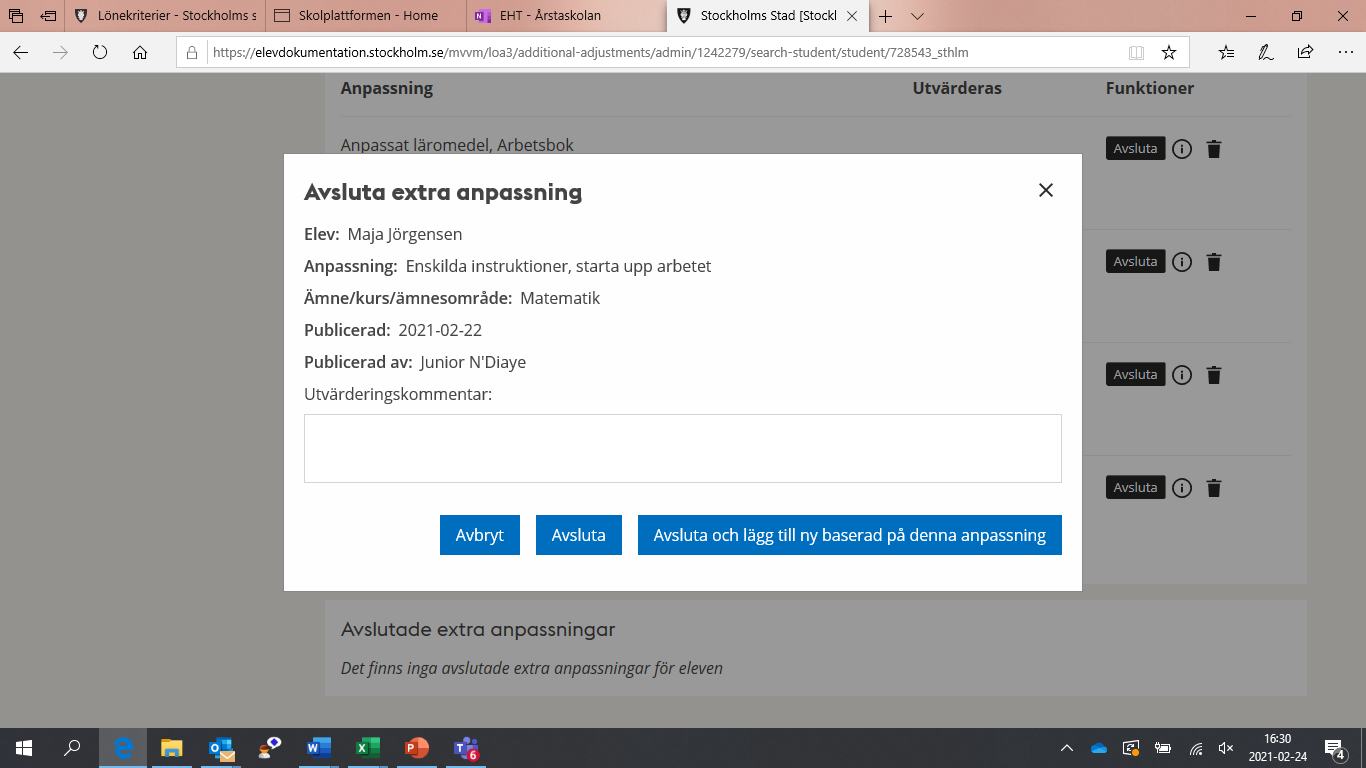 Lönekriterier - Stockholms s
Skolplattformen - Home
EHT - Årstaskolan
Stockholms Stad [Stockl
https://elevdokumentation.stockholm.se/mvvm/loa3/additional-adjustments/admin/1242279/search-student/student/728543_sthlm
Anpassning Utvärderas Funktioner
Anpassat läromedel, Arbetsbok Avsluta
Avsluta extra anpassning
Elev: Maja Jörgensen
Avsluta
Anpassning: Enskilda instruktioner, starta upp arbetet
Ämne/kurs/ämnesområde: Matematik
Publicerad: 2021-02-22
Publicerad av: Junior N'Diaye
Avsluta
Utvärderingskommentar:
Avsluta
Avbryt Avsluta Avsluta och lägg till ny baserad på denna anpassning
Avslutade extra anpassningar
Det finns inga avslutade extra anpassningar för eleven
6
16:30
2021-02-24
4